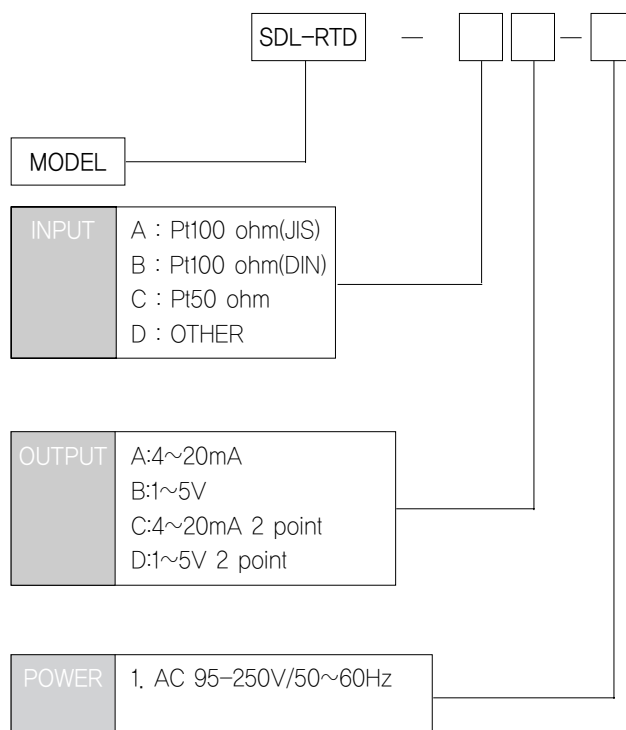 SDL-RTD —  —
MODEL
INPUT
A : Pt100 ohm(JIS)
B : Pt100 ohm(DIN)
C : Pt50 ohm
D : OTHER
OUTPUT
A:4~20mA
B:1~5V
C:4~20mA 2 point
D:1~5V 2 point
POWER
1. AC 95-250V/50~60Hz